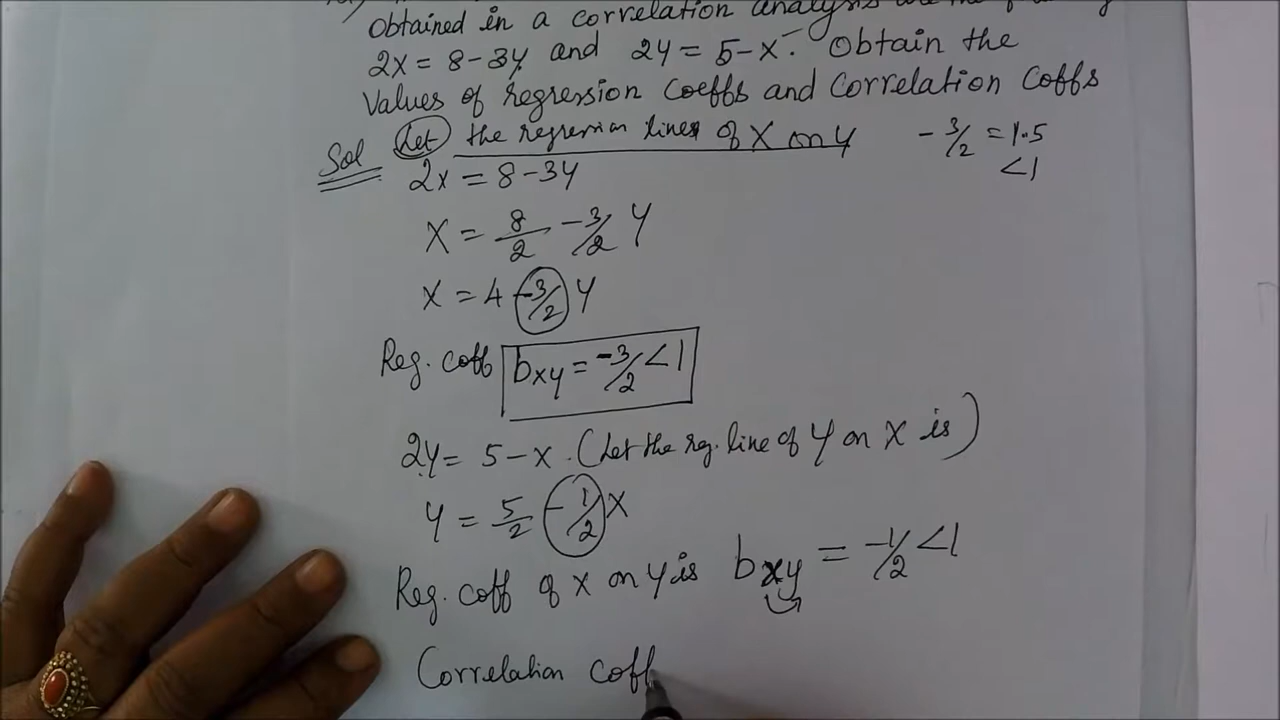 Obtained in a correlation analysis
2x = 8-3y and 2y = 5-x. Obtain the
Values of regression Coeffs and Correlation Coffs
Sol Let the regression lines of X on Y
-3/2 = 1.5
<1
2x = 8-3y
X = 8/2 -3/2 Y
X = 4 -3/2 Y
Reg. coff bxy = -3/2 <1
2y = 5-x. (Let the reg. line of Y on X is)
Y = 5/2 -1/2 X
Reg. coff of X on Y is bxy = -1/2 <1
Correlation coff